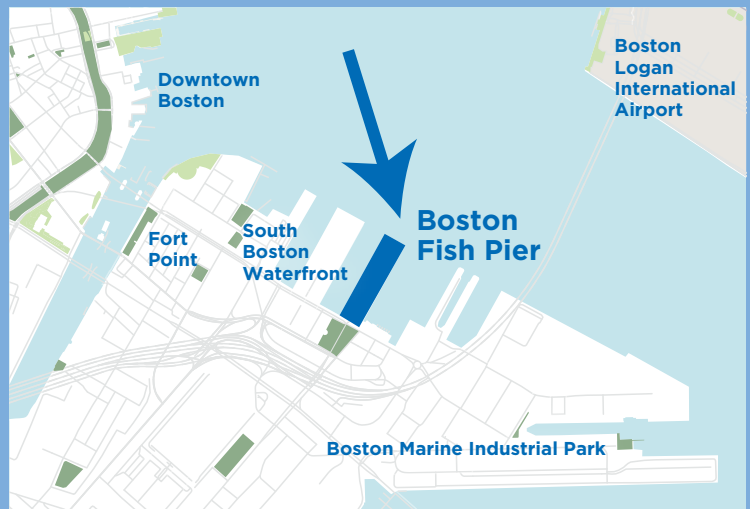 Downtown
Boston
Boston
Logan
International
Airport
Fort
Point
South
Boston
Waterfront
Boston
Fish Pier
Boston Marine Industrial Park